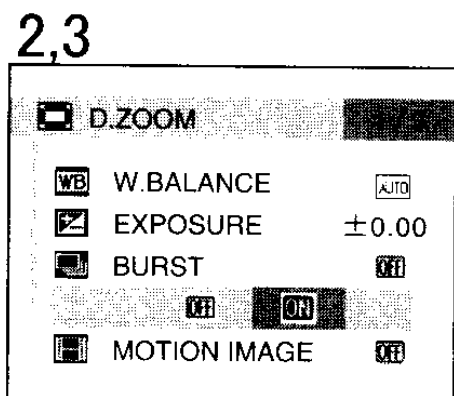 2,3
D.ZOOM
WB W.BALANCE AUTO
EXPOSURE ±0.00
BURST OFF
OFF ON
MOTION IMAGE OFF